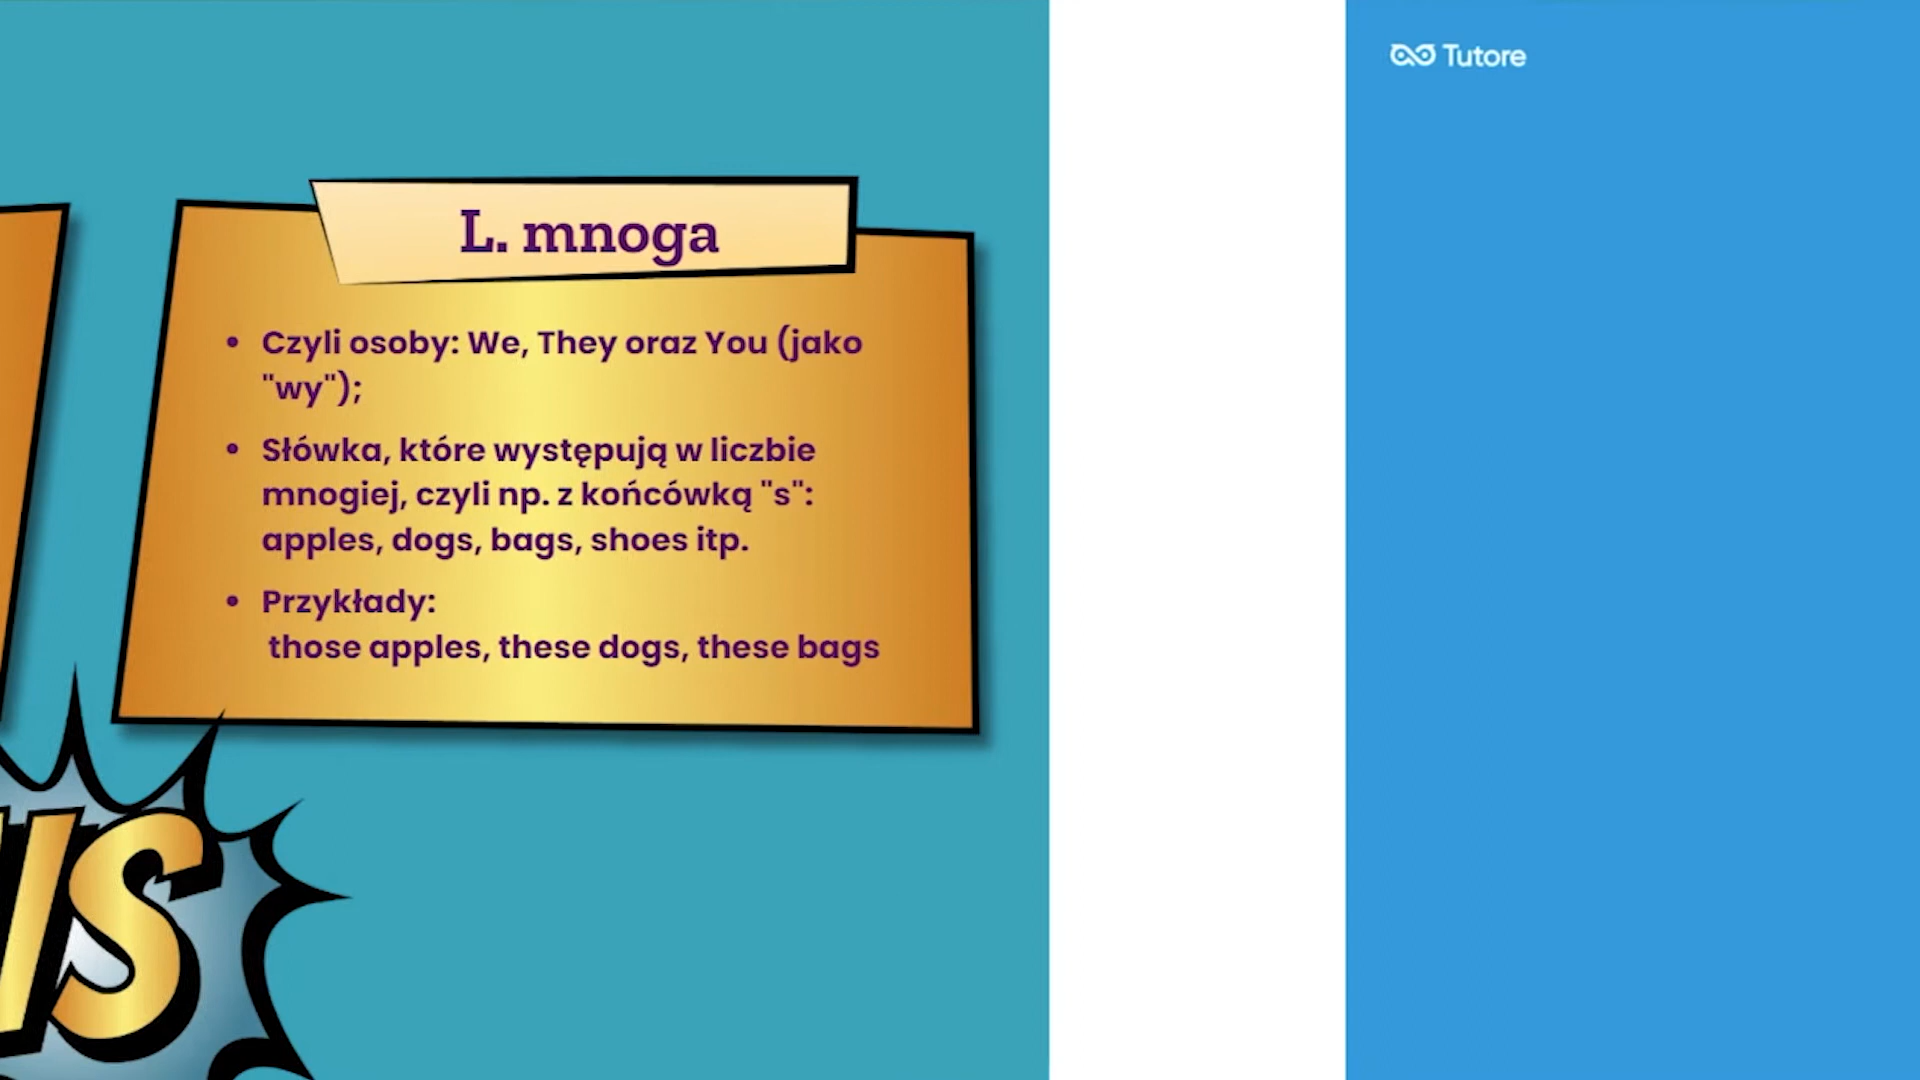 Tutore
L. mnoga
• Czyli osoby: We, They oraz You (jako
"wy");
• Słówka, które występują w liczbie
mnogiej, czyli np. z końcówką "s":
apples, dogs, bags, shoes itp.
• Przykłady:
those apples, these dogs, these bags
IS